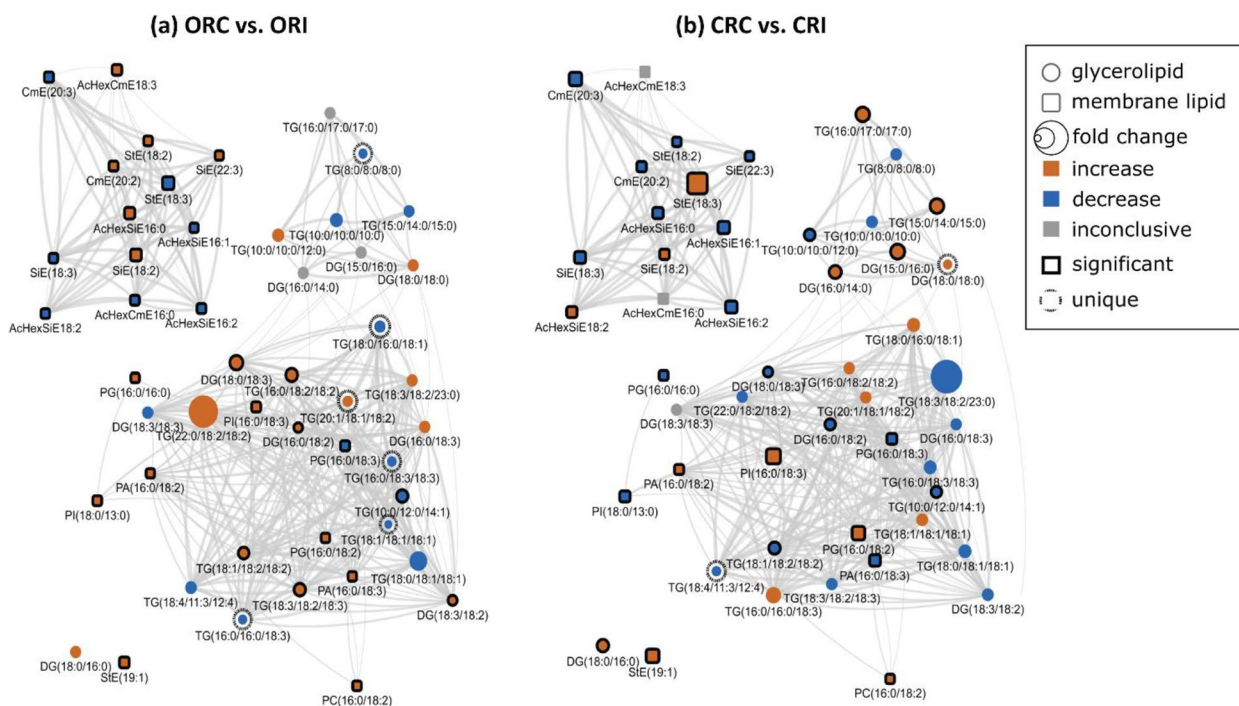 (a) ORC vs. ORI
CmE(20:3)
AcHexCmE18:3
StE(18:2)
SiE(22:3)
CmE(20:2)
StE(18:3)
AcHexSiE16:0
AcHexSiE16:1
SiE(18:3)
SiE(18:2)
AcHexSiE18:2
AcHexCmE16:0
AcHexSiE16:2
TG(16:0/17:0/17:0)
TG(8:0/8:0/8:0)
TG(15:0/14:0/15:0)
TG(10:0/10:0/10:0)
TG(10:0/10:0/12:0)
DG(15:0/16:0)
DG(16:0/14:0)
DG(18:0/18:0)
TG(18:0/16:0/18:1)
PG(16:0/16:0)
DG(18:0/18:3)
TG(16:0/18:2/18:2)
TG(18:3/18:2/23:0)
PI(16:0/18:3)
TG(20:1/18:1/18:2)
DG(18:3/18:3)
TG(22:0/18:2/18:2)
DG(16:0/18:2)
DG(16:0/18:3)
PG(16:0/18:3)
TG(16:0/18:3/18:3)
PA(16:0/18:2)
TG(10:0/12:0/14:1)
PI(18:0/13:0)
TG(18:1/18:1/18:1)
PG(16:0/18:2)
TG(18:1/18:2/18:2)
TG(18:0/18:1/18:1)
PA(16:0/18:3)
TG(18:4/11:3/12:4)
TG(18:3/18:2/18:3)
DG(18:3/18:2)
TG(16:0/16:0/18:3)
DG(18:0/16:0)
StE(19:1)
PC(16:0/18:2)
(b) CRC vs. CRI
CmE(20:3)
AcHexCmE18:3
StE(18:2)
SiE(22:3)
CmE(20:2)
StE(18:3)
AcHexSiE16:0
AcHexSiE16:1
SiE(18:3)
SiE(18:2)
AcHexSiE18:2
AcHexCmE16:0
AcHexSiE16:2
TG(16:0/17:0/17:0)
TG(8:0/8:0/8:0)
TG(15:0/14:0/15:0)
TG(10:0/10:0/10:0)
TG(10:0/10:0/12:0)
DG(15:0/16:0)
DG(18:0/18:0)
DG(16:0/14:0)
TG(18:0/16:0/18:1)
PG(16:0/16:0)
DG(18:0/18:3)
TG(16:0/18:2/18:2)
TG(18:3/18:2/23:0)
TG(22:0/18:2/18:2)
TG(20:1/18:1/18:2)
DG(18:3/18:3)
DG(16:0/18:2)
DG(16:0/18:3)
PG(16:0/18:3)
PI(16:0/18:3)
TG(16:0/18:3/18:3)
PA(16:0/18:2)
TG(10:0/12:0/14:1)
PI(18:0/13:0)
TG(18:1/18:1/18:1)
PG(16:0/18:2)
TG(18:1/18:2/18:2)
TG(18:0/18:1/18:1)
PA(16:0/18:3)
TG(18:4/11:3/12:4)
TG(18:3/18:2/18:3)
TG(16:0/16:0/18:3)
DG(18:3/18:2)
DG(18:0/16:0)
StE(19:1)
PC(16:0/18:2)
glycerolipid
membrane lipid
fold change
increase
decrease
inconclusive
significant
unique